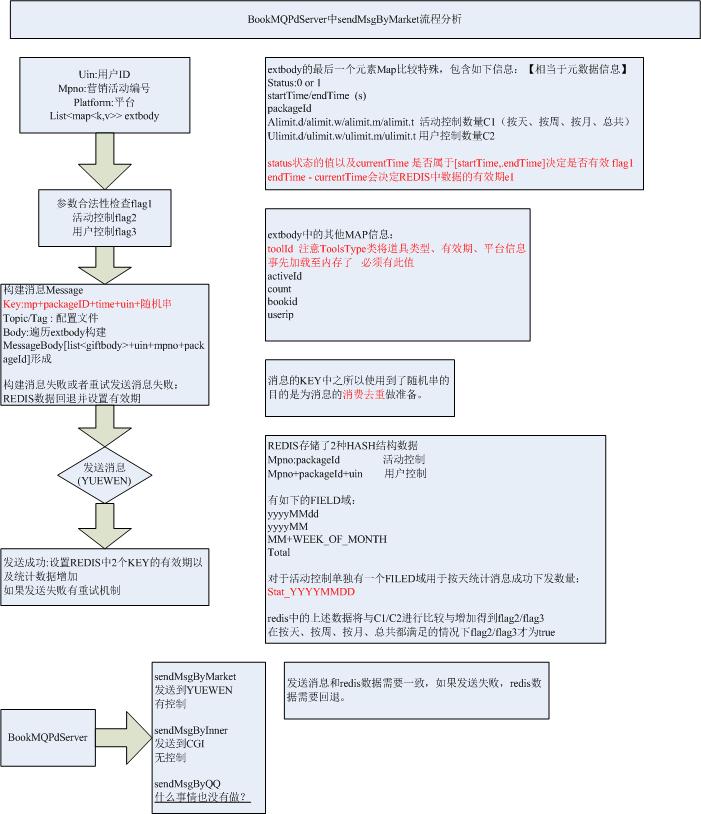 BookMQPdServer中sendMsgByMarket流程分析
Uin:用户ID
Mpno:营销活动编号
Platform:平台
List<map<k,v>> extbody
参数合法性检查flag1
活动控制flag2
用户控制flag3
构建消息Message
Key:mp+packageID+time+uin+随机串
Topic/Tag : 配置文件
Body:遍历extbody构建
MessageBody[list<giftbody>+uin+mpno+pack
ageId]形成
构建消息失败或者重试发送消息失败:
REDIS数据回退并设置有效期
发送消息
(YUEWEN)
发送成功:设置REDIS中2个KEY的有效期以
及统计数据增加
如果发送失败有重试机制
extbody的最后一个元素Map比较特殊，包含如下信息：【相当于元数据信息】
Status:0 or 1
startTime/endTime (s)
packageId
Alimit.d/alimit.w/alimit.m/alimit.t 活动控制数量C1（按天、按周、按月、总共）
Ulimit.d/ulimit.w/ulimit.m/ulimit.t 用户控制数量C2
status状态的值以及currentTime 是否属于[startTime,.endTime]决定是否有效 flag1
endTime - currentTime会决定REDIS中数据的有效期e1
extbody中的其他MAP信息：
toolId 注意ToolsType类将道具类型、有效期、平台信息
事先加载至内存了 必须有此值
activeId
count
bookid
userip
消息的KEY中之所以使用到了随机串的
目的是为消息的消费去重做准备。
REDIS存储了2种HASH结构数据
Mpno:packageId 活动控制
Mpno+packageId+uin 用户控制
有如下的FIELD域：
yyyyMMdd
yyyyMM
MM+WEEK_OF_MONTH
Total
对于活动控制单独有一个FILED域用于按天统计消息成功下发数量：
Stat_YYYYMMDD
redis中的上述数据将与C1/C2进行比较与增加得到flag2/flag3
在按天、按周、按月、总共都满足的情况下flag2/flag3才为true
BookMQPdServer
sendMsgByMarket
发送到YUEWEN
有控制
sendMsgByInner
发送到CGI
无控制
sendMsgByQQ
什么事情也没有做？
发送消息和redis数据需要一致，如果发送失败，redis数
据需要回退。